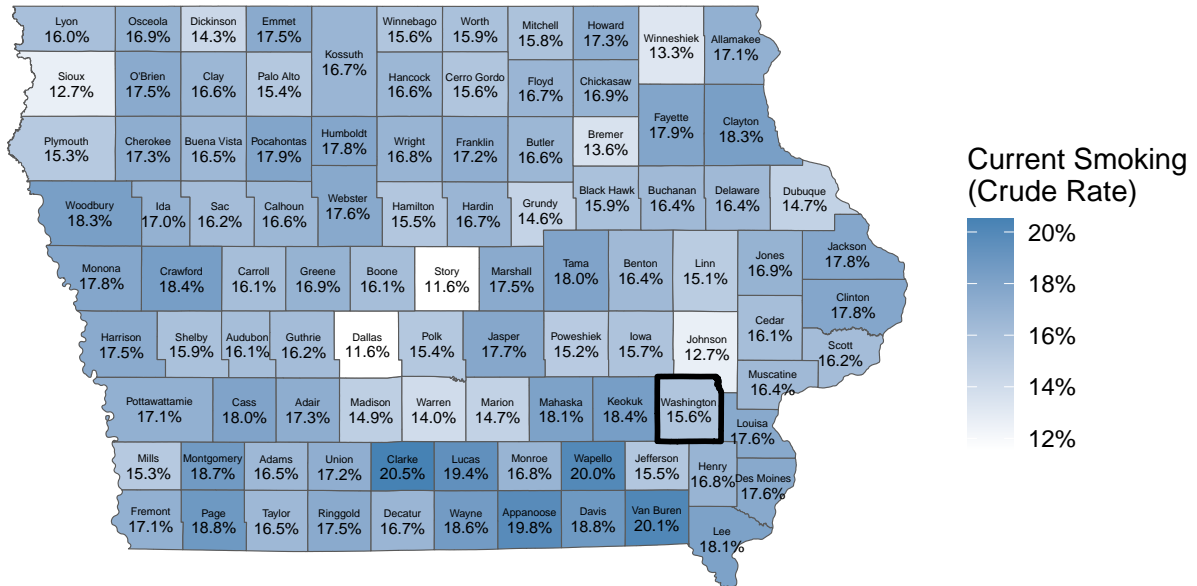 Lyon
16.0%
Osceola
16.9%
Dickinson
14.3%
Emmet
17.5%
Kossuth
16.7%
Winnebago
15.6%
Worth
15.9%
Mitchell
15.8%
Howard
17.3%
Winneshiek
13.3%
Allamakee
17.1%
Sioux
12.7%
O'Brien
17.5%
Clay
16.6%
Palo Alto
15.4%
Hancock
16.6%
Cerro Gordo
15.6%
Floyd
16.7%
Chickasaw
16.9%
Fayette
17.9%
Clayton
18.3%
Plymouth
15.3%
Cherokee
17.3%
Buena Vista
16.5%
Pocahontas
17.9%
Humboldt
17.8%
Wright
16.8%
Franklin
17.2%
Butler
16.6%
Bremer
13.6%
Woodbury
18.3%
Ida
17.0%
Sac
16.2%
Calhoun
16.6%
Webster
17.6%
Hamilton
15.5%
Hardin
16.7%
Grundy
14.6%
Black Hawk
15.9%
Buchanan
16.4%
Delaware
16.4%
Dubuque
14.7%
Monona
17.8%
Crawford
18.4%
Carroll
16.1%
Greene
16.9%
Boone
16.1%
Story
11.6%
Marshall
17.5%
Tama
18.0%
Benton
16.4%
Linn
15.1%
Jones
16.9%
Jackson
17.8%
Clinton
17.8%
Harrison
17.5%
Shelby
15.9%
Audubon
16.1%
Guthrie
16.2%
Dallas
11.6%
Polk
15.4%
Jasper
17.7%
Poweshiek
15.2%
Iowa
15.7%
Johnson
12.7%
Cedar
16.1%
Scott
16.2%
Muscatine
16.4%
Pottawattamie
17.1%
Cass
18.0%
Adair
17.3%
Madison
14.9%
Warren
14.0%
Marion
14.7%
Mahaska
18.1%
Keokuk
18.4%
Washington
15.6%
Louisa
17.6%
Mills
15.3%
Montgomery
18.7%
Adams
16.5%
Union
17.2%
Clarke
20.5%
Lucas
19.4%
Monroe
16.8%
Wapello
20.0%
Jefferson
15.5%
Henry
16.8%
Des Moines
17.6%
Fremont
17.1%
Page
18.8%
Taylor
16.5%
Ringgold
17.5%
Decatur
16.7%
Wayne
18.6%
Appanoose
19.8%
Davis
18.8%
Van Buren
20.1%
Lee
18.1%
Current Smoking
(Crude Rate)
20%
18%
16%
14%
12%